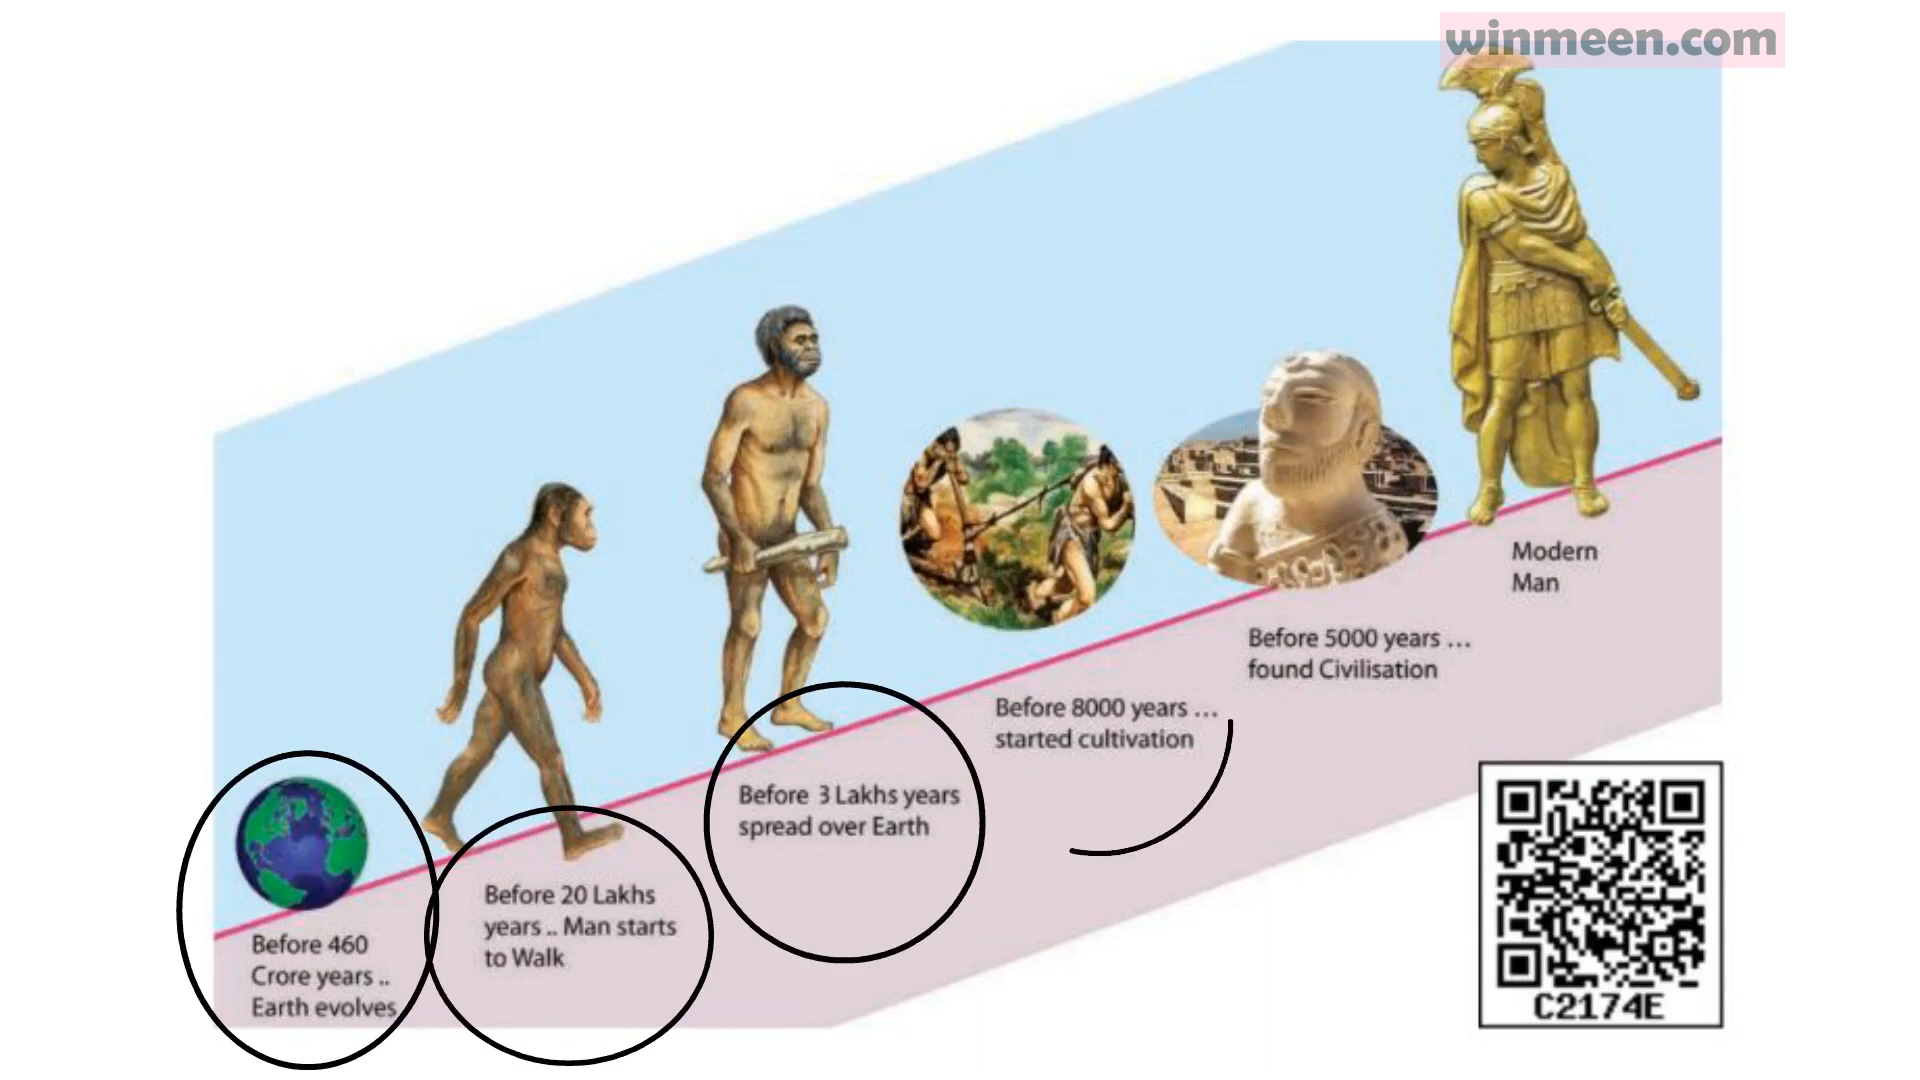 winmeen.com
Modern
Man
Before 5000 years ...
found Civilisation
Before 8000 years ...
started cultivation
Before 3 Lakhs years
spread over Earth
Before 20 Lakhs
years .. Man starts
to Walk
Before 460
Crore years ..
Earth evolves
C2174E